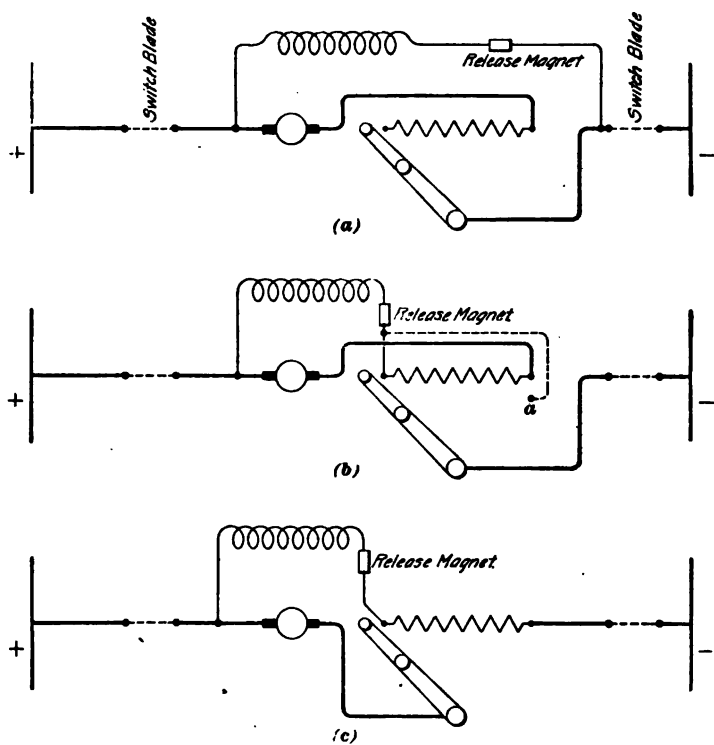 Switch Blade
Release Magnet
Switch Blade
+
−
(a)
Release Magnet
a
+
−
(b)
Release Magnet.
+
−
(c)